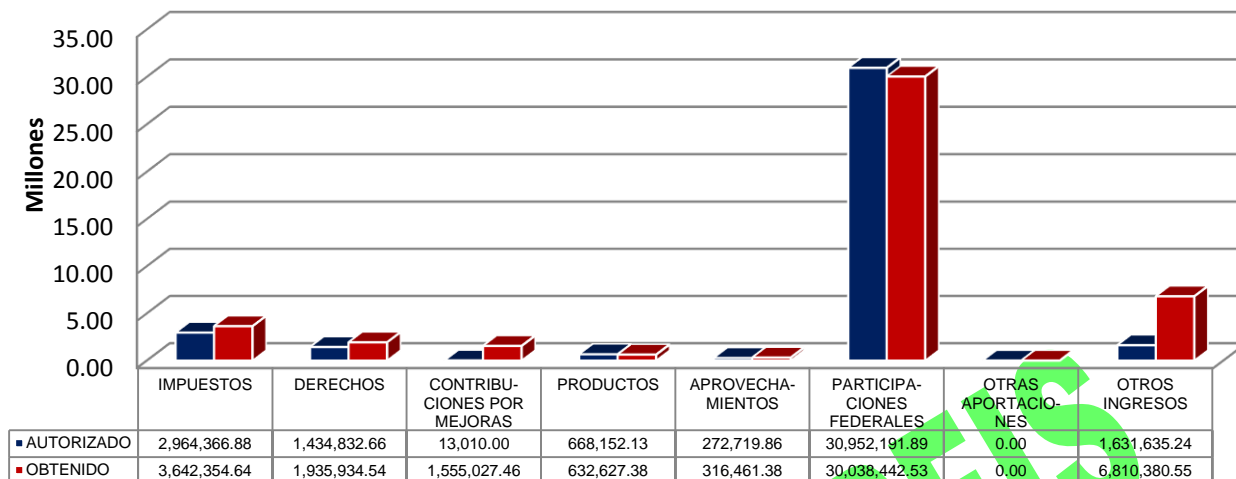 Millones
35.00
30.00
25.00
20.00
15.00
10.00
5.00
0.00
IMPUESTOS DERECHOS CONTRIBU-CIONES POR MEJORAS PRODUCTOS APROVECHA-MIENTOS PARTICIPA-CIONES FEDERALES OTRAS APORTACIO-NES OTROS INGRESOS
AUTORIZADO 2,964,366.88 1,434,832.66 13,010.00 668,152.13 272,719.86 30,952,191.89 0.00 1,631,635.24
OBTENIDO 3,642,354.64 1,935,934.54 1,555,027.46 632,627.38 316,461.38 30,038,442.53 0.00 6,810,380.55